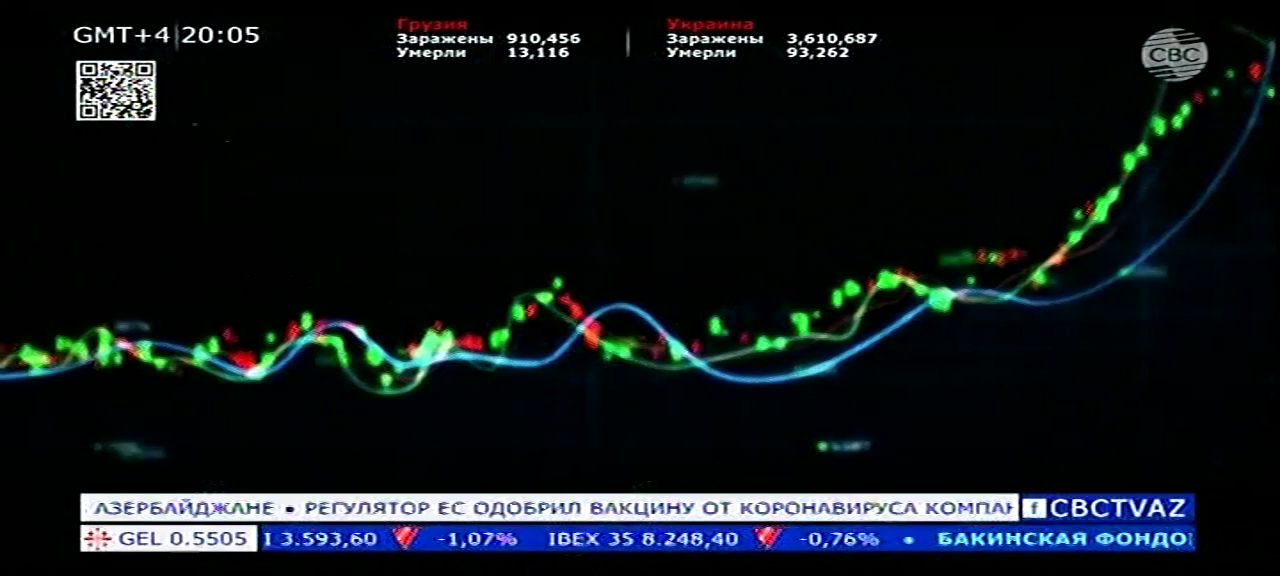 GMT+4 20:05
Грузия
Заражены 910,456
Умерли 13,116
Украина
Заражены 3,610,687
Умерли 93,262
CBC
АЗЕРБАЙДЖАНЕ • РЕГУЛЯТОР ЕС ОДОБРИЛ ВАКЦИНУ ОТ КОРОНАВИРУСА
f CBCTVAZ
GEL 0.5505
3.593,60 -1,07% IBEX 35 8.248,40 -0,76% • БАКИНСКАЯ